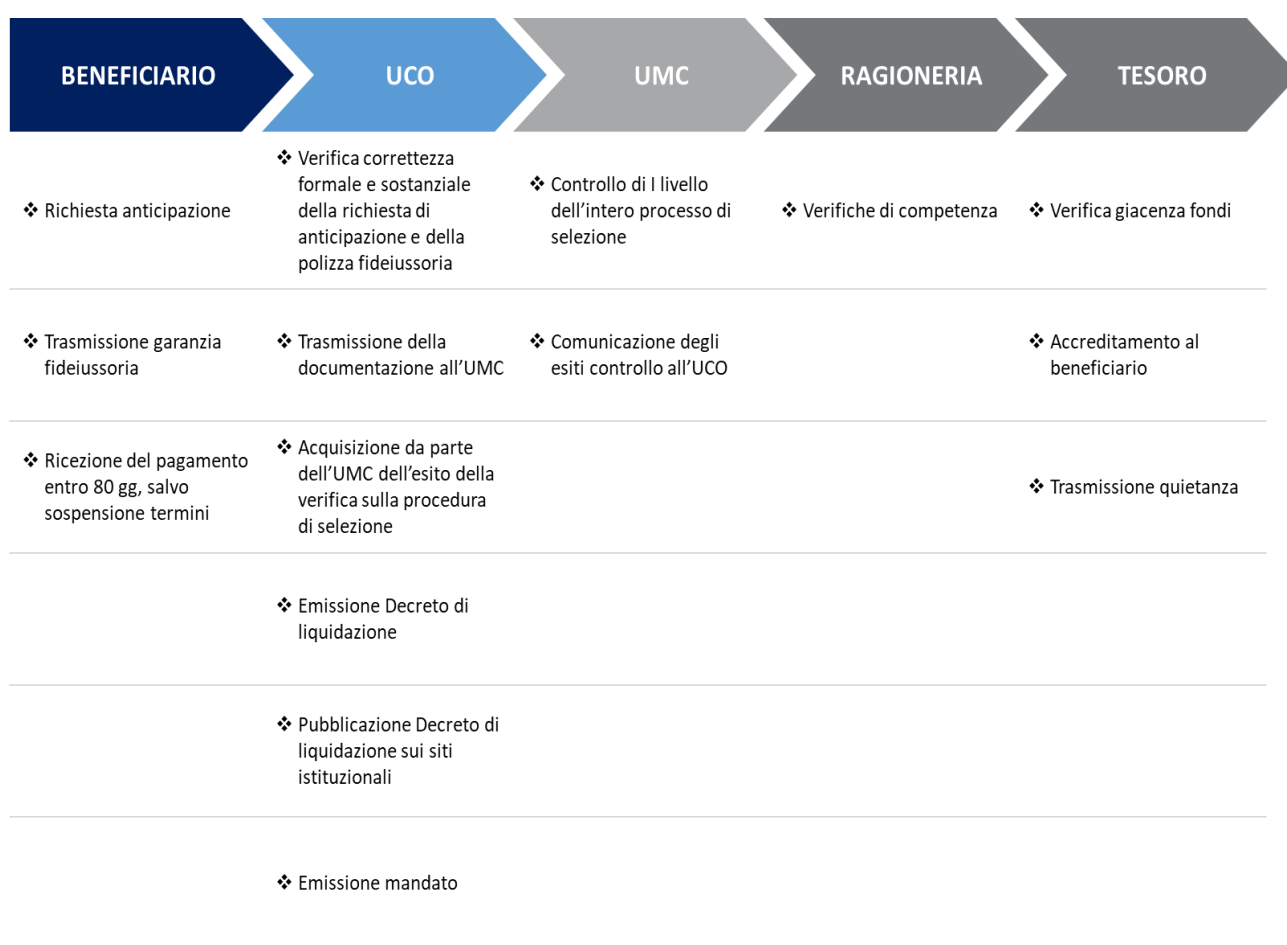 BENEFICIARIO
UCO
UMC
RAGIONERIA
TESORO
❖ Richiesta anticipazione
❖ Verifica correttezza
formale e sostanziale
della richiesta di
anticipazione e della
polizza fideiussoria
❖ Controllo di I livello
dell'intero processo di
selezione
❖ Verifiche di competenza
❖ Verifica giacenza fondi
❖ Trasmissione garanzia
fideiussoria
❖ Trasmissione della
documentazione all'UMC
❖ Comunicazione degli
esiti controllo all'UCO
❖ Accreditamento al
beneficiario
❖ Ricezione del pagamento
entro 80 gg, salvo
sospensione termini
❖ Acquisizione da parte
dell'UMC dell'esito della
verifica sulla procedura
di selezione
❖ Trasmissione quietanza
❖ Emissione Decreto di
liquidazione
❖ Pubblicazione Decreto di
liquidazione sui siti
istituzionali
❖ Emissione mandato